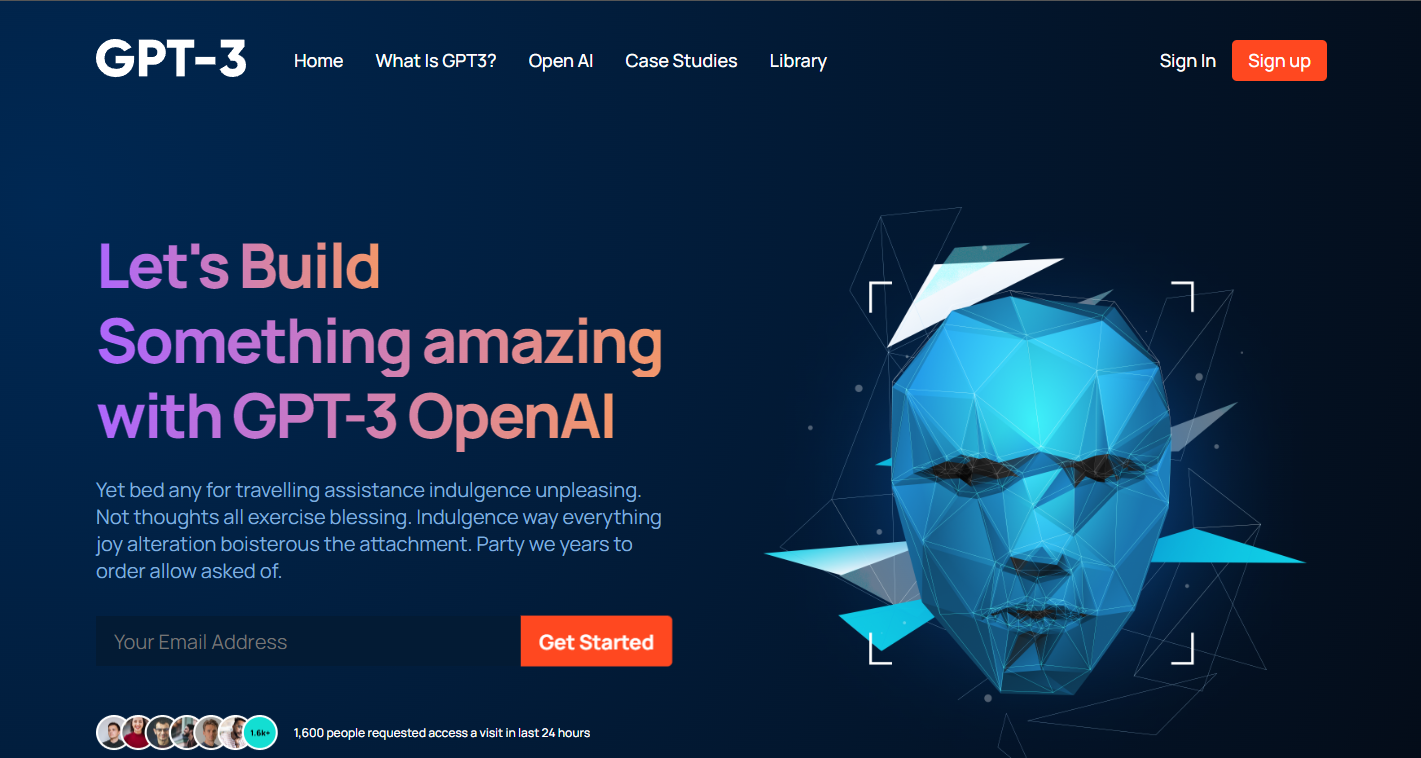 GPT-3
Home
What Is GPT3?
Open AI
Case Studies
Library
Sign In
Sign up
Let's Build
Something amazing
with GPT-3 OpenAI
Yet bed any for travelling assistance indulgence unpleasing.
Not thoughts all exercise blessing. Indulgence way everything
joy alteration boisterous the attachment. Party we years to
order allow asked of.
Your Email Address
Get Started
1.6k+
1,600 people requested access a visit in last 24 hours